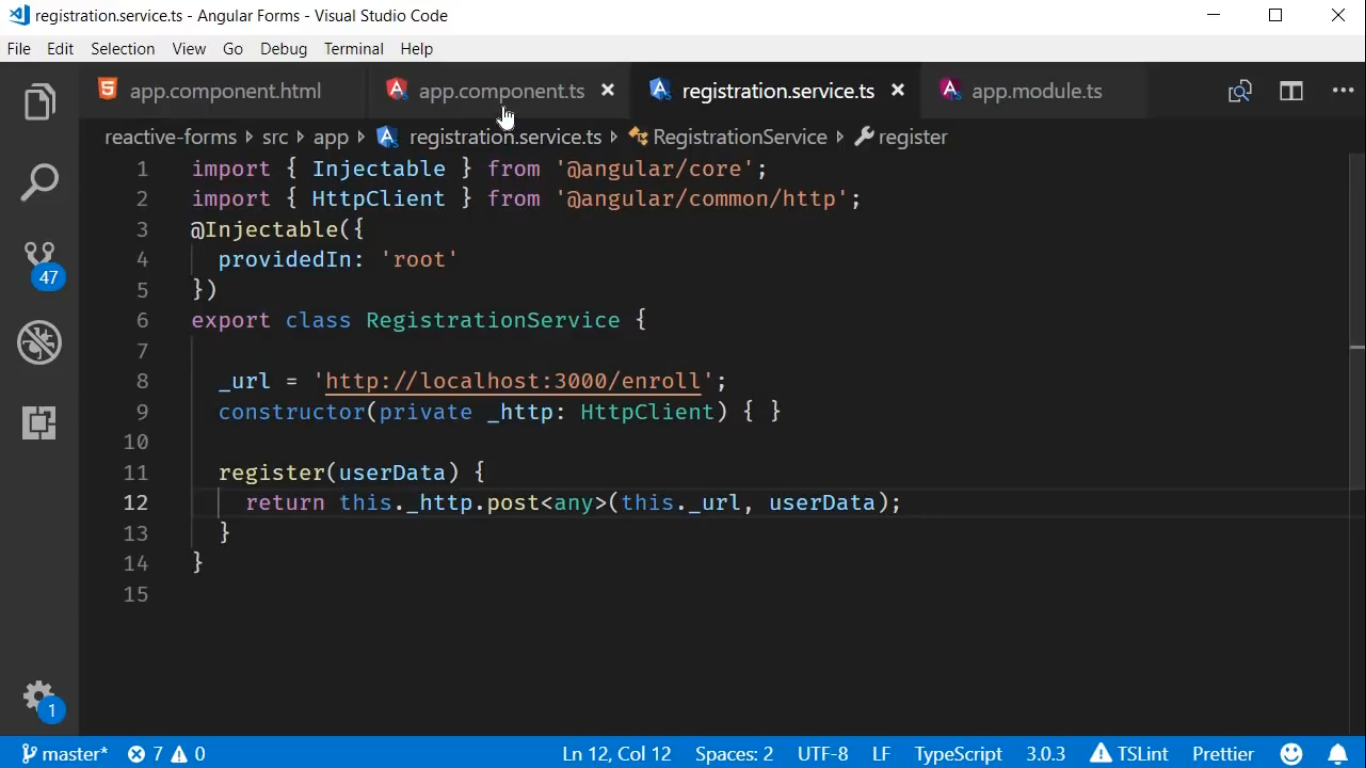 registration.service.ts - Angular Forms - Visual Studio Code
File Edit Selection View Go Debug Terminal Help
app.component.html app.component.ts registration.service.ts app.module.ts
reactive-forms src app registration.service.ts RegistrationService register
1 import { Injectable } from '@angular/core';
2 import { HttpClient } from '@angular/common/http';
3 @Injectable({
4 providedIn: 'root'
5 })
6 export class RegistrationService {
7
8 _url = 'http://localhost:3000/enroll';
9 constructor(private _http: HttpClient) { }
10
11 register(userData) {
12 return this._http.post<any>(this._url, userData);
13 }
14 }
15
47
1
master* 7 0 Ln 12, Col 12 Spaces: 2 UTF-8 LF TypeScript 3.0.3 TSLint Prettier